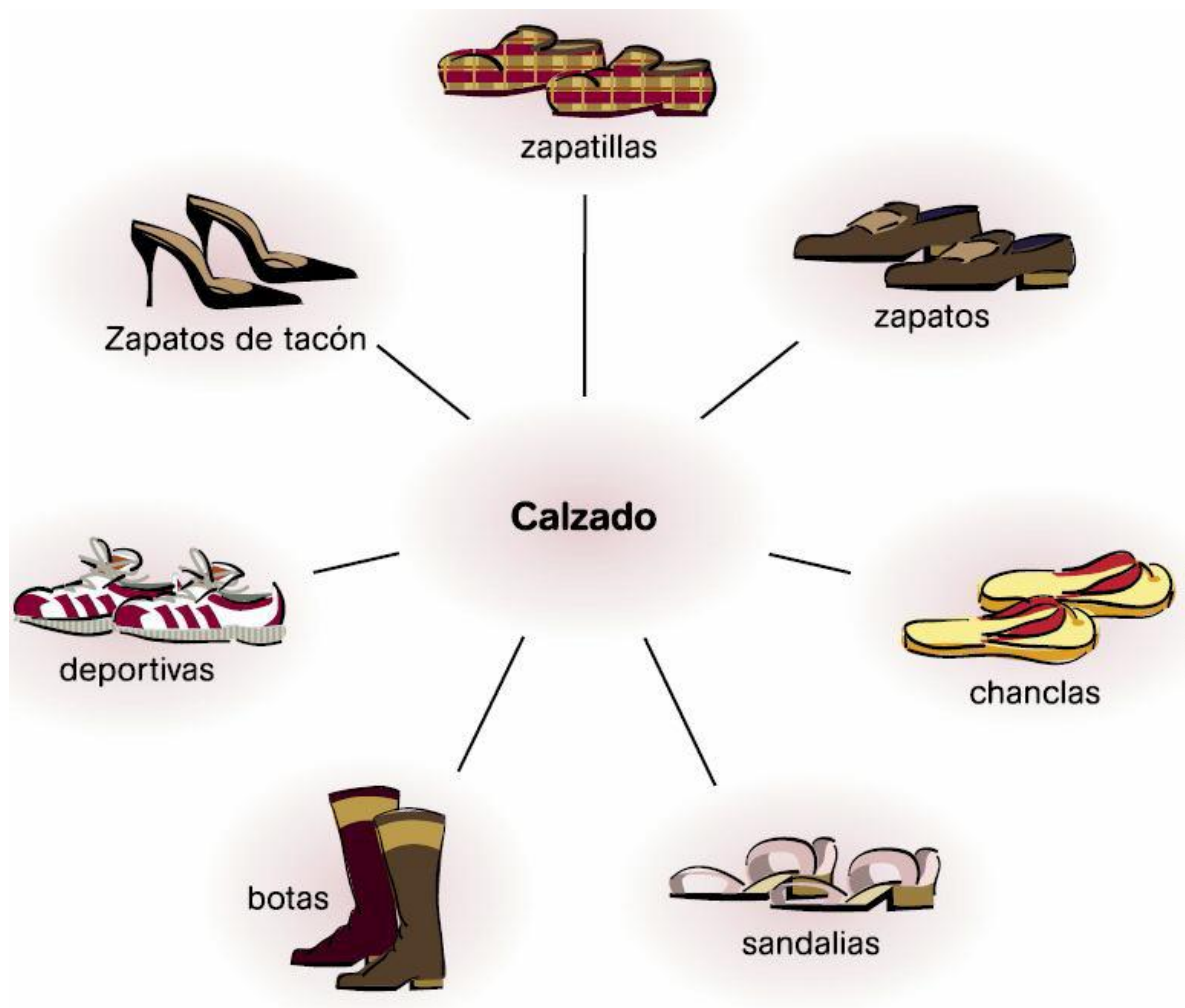 zapatillas
Zapatos de tacón
zapatos
Calzado
deportivas
chanclas
botas
sandalias